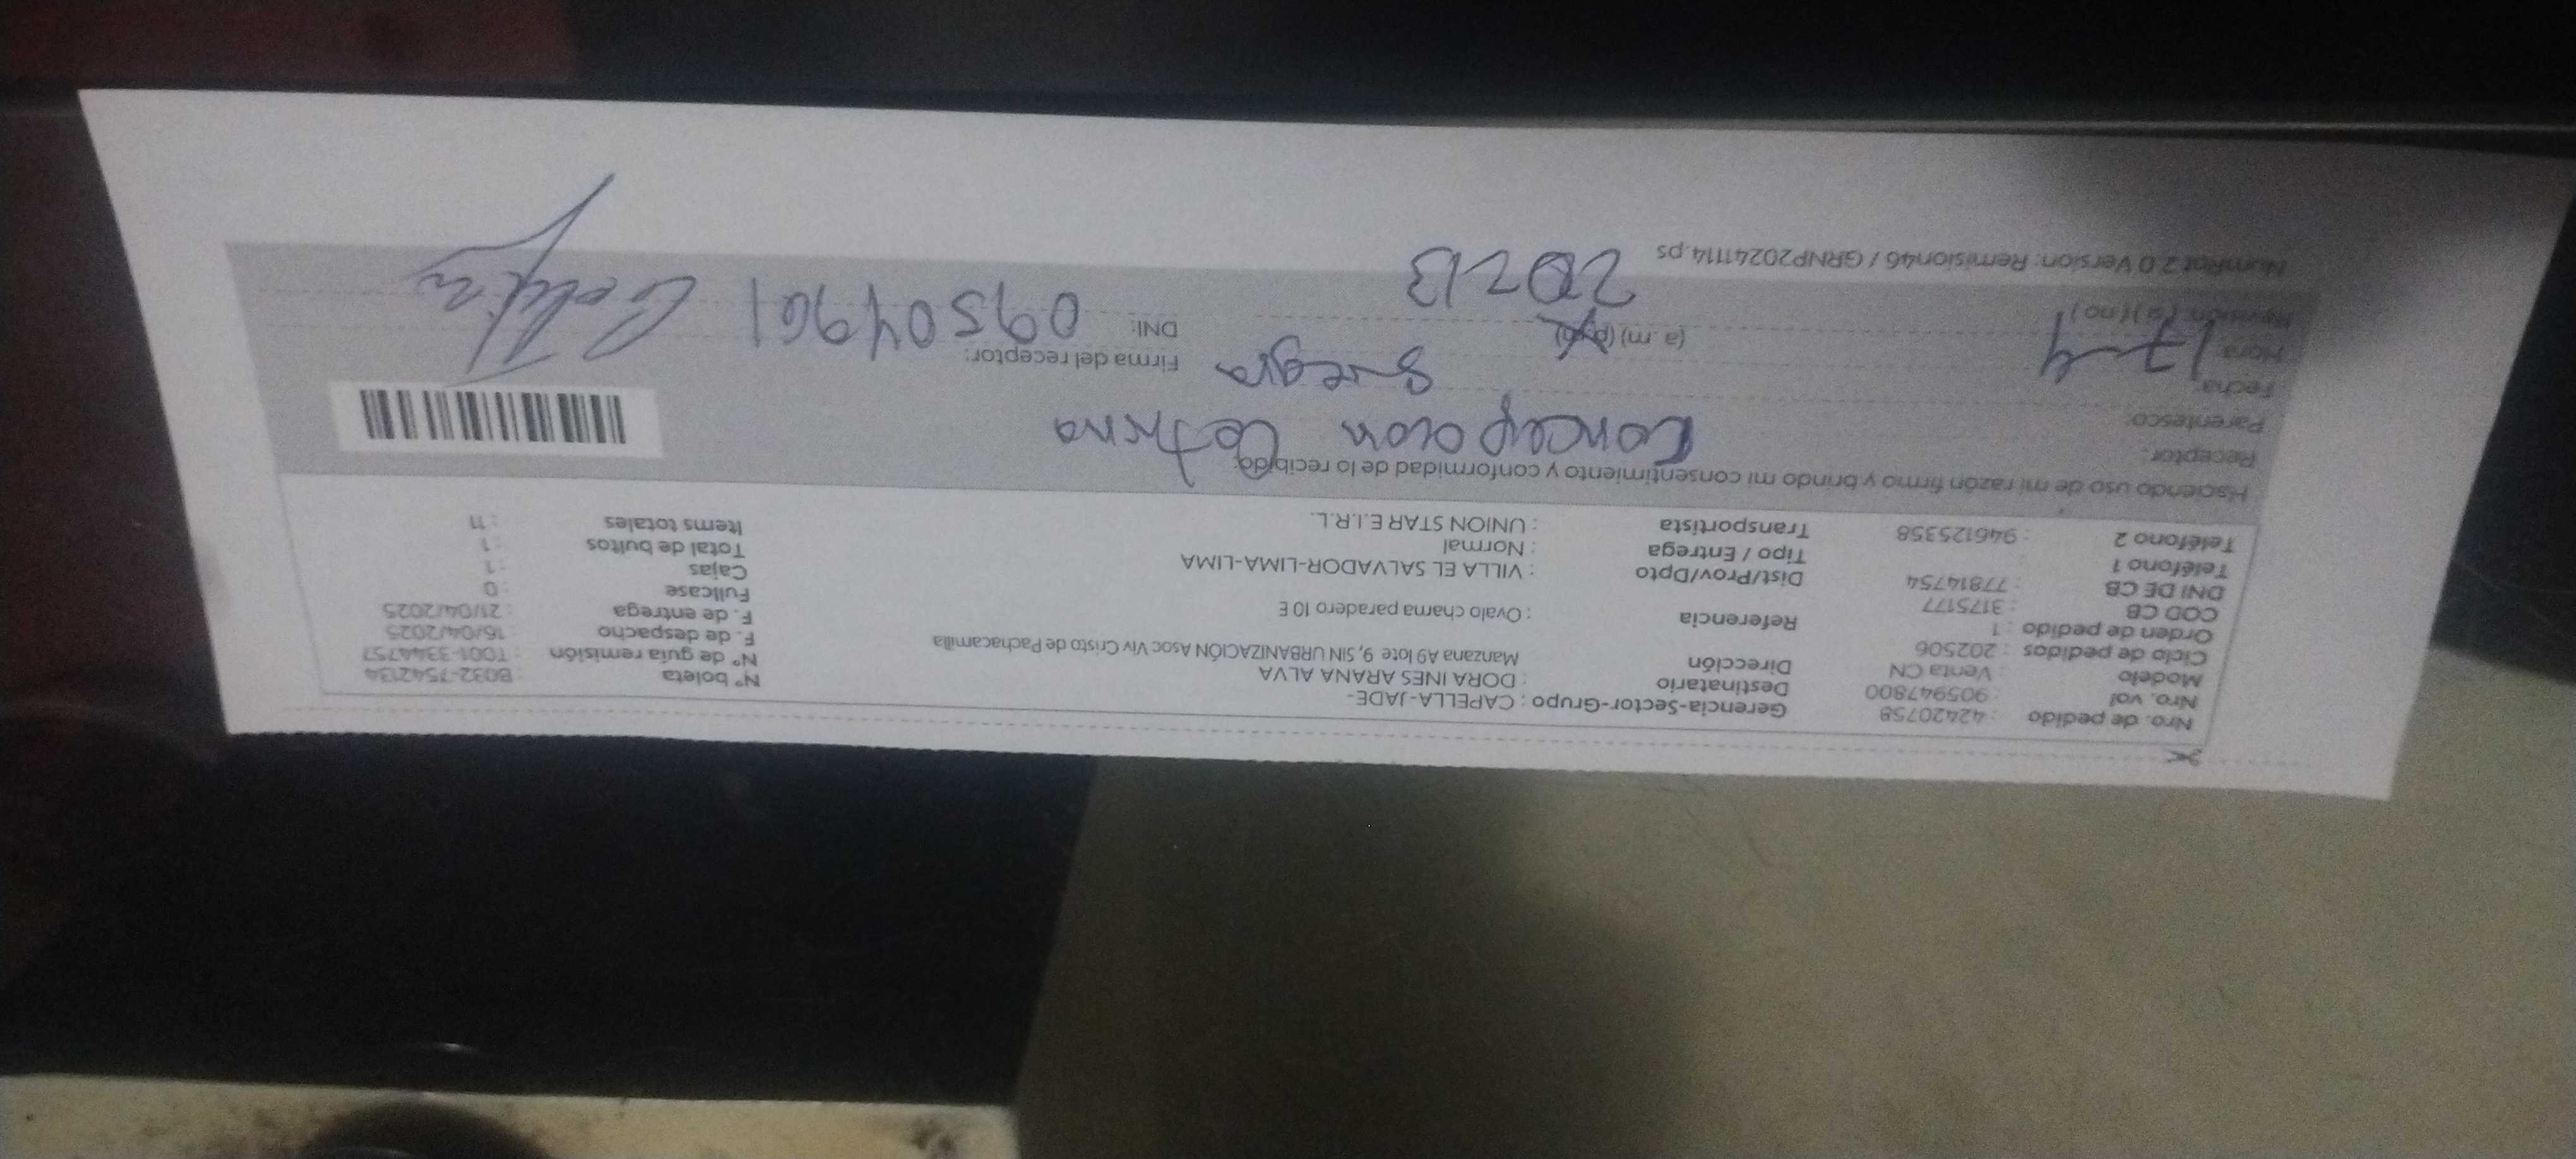 Nro. de pedido : 42420758 Gerencia-Sector-Grupo : CAPELLA-JADE- Nº boleta : B032-7542134
Nro. vol : 905947800 Destinatario : DORA INES ARANA ALVA Nº de guía remisión : T001-3344757
Modelo : Venta CN Dirección Manzana A9 lote 9, SIN URBANIZACIÓN Asoc Viv Cristo de Pachacamilla F. de despacho : 16/04/2025
Ciclo de pedidos : 202506 F. de entrega : 21/04/2025
Orden de pedido : 1 Referencia : Ovalo chama paradero 10 E Fullcase : 0
COD CB : 3175177 Dist/Prov/Dpto : VILLA EL SALVADOR-LIMA-LIMA Cajas : 1
DNI DE CB : 77814754 Tipo / Entrega : Normal Total de bultos : 1
Teléfono 1 Transportista : UNION STAR E.I.R.L. Items totales : 11
Teléfono 2 : 946125358
Haciendo uso de mi razón firmo y brindo mi consentimiento y conformidad de lo recibido:
Receptor: Concepcion Cotrina
Parentesco: Suegra
Fecha: 17-4 Firma del receptor:
Hora: (a. m) (p. m) DNI: 09504961
Revisión: (si) (no) 20213
NumRot 2.0 Version: Remision46 / GRNP20241114.ps